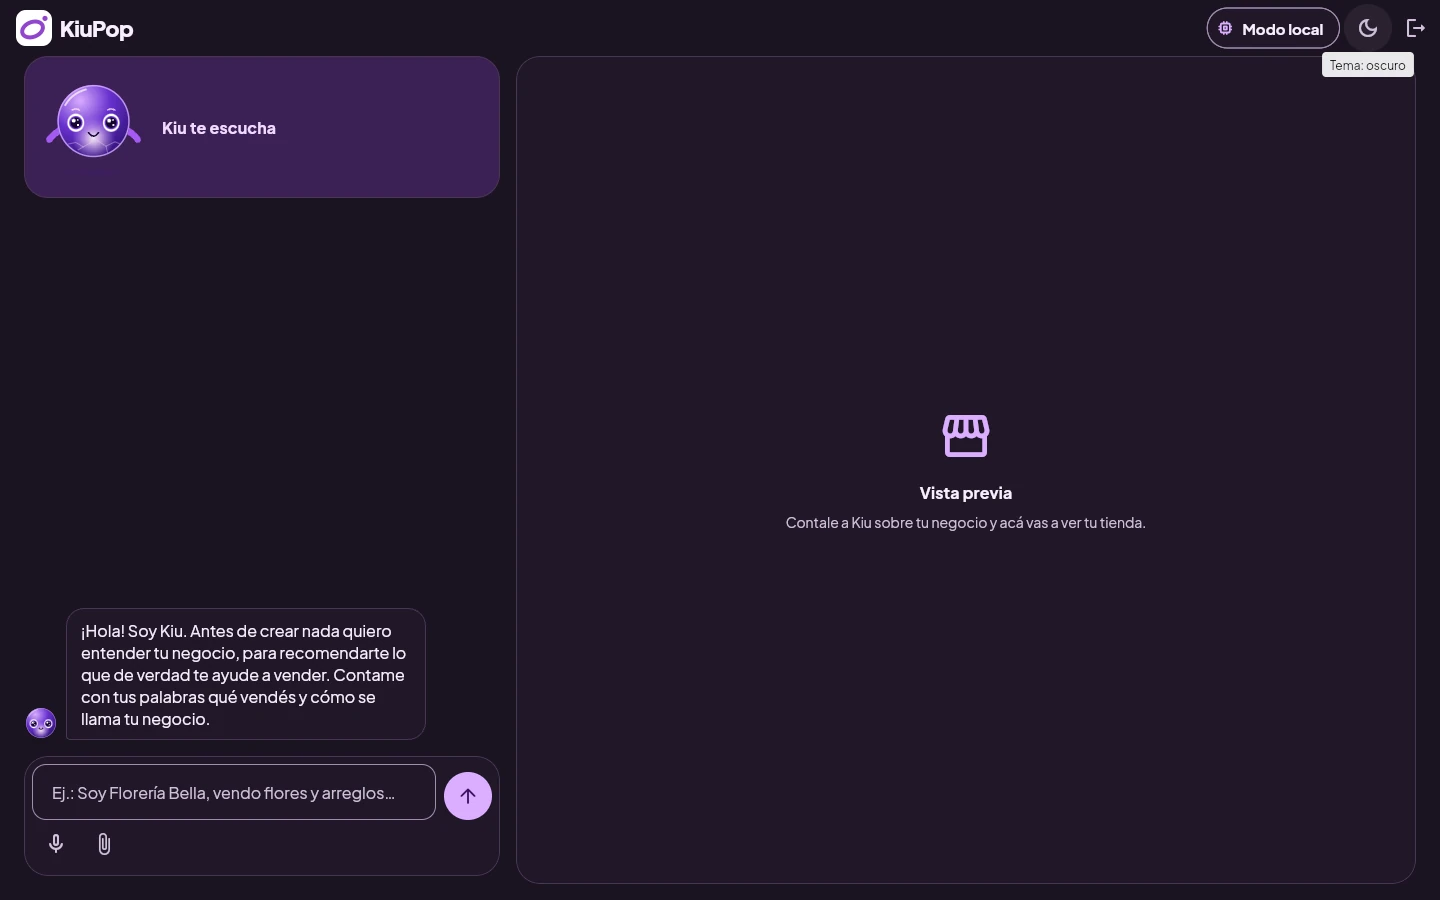 KiuPop
Modo local
Tema: oscuro
Kiu te escucha
Vista previa
Contale a Kiu sobre tu negocio y acá vas a ver tu tienda.
¡Hola! Soy Kiu. Antes de crear nada quiero
entender tu negocio, para recomendarte lo
que de verdad te ayude a vender. Contame
con tus palabras qué vendés y cómo se
llama tu negocio.
Ej.: Soy Florería Bella, vendo flores y arreglos…